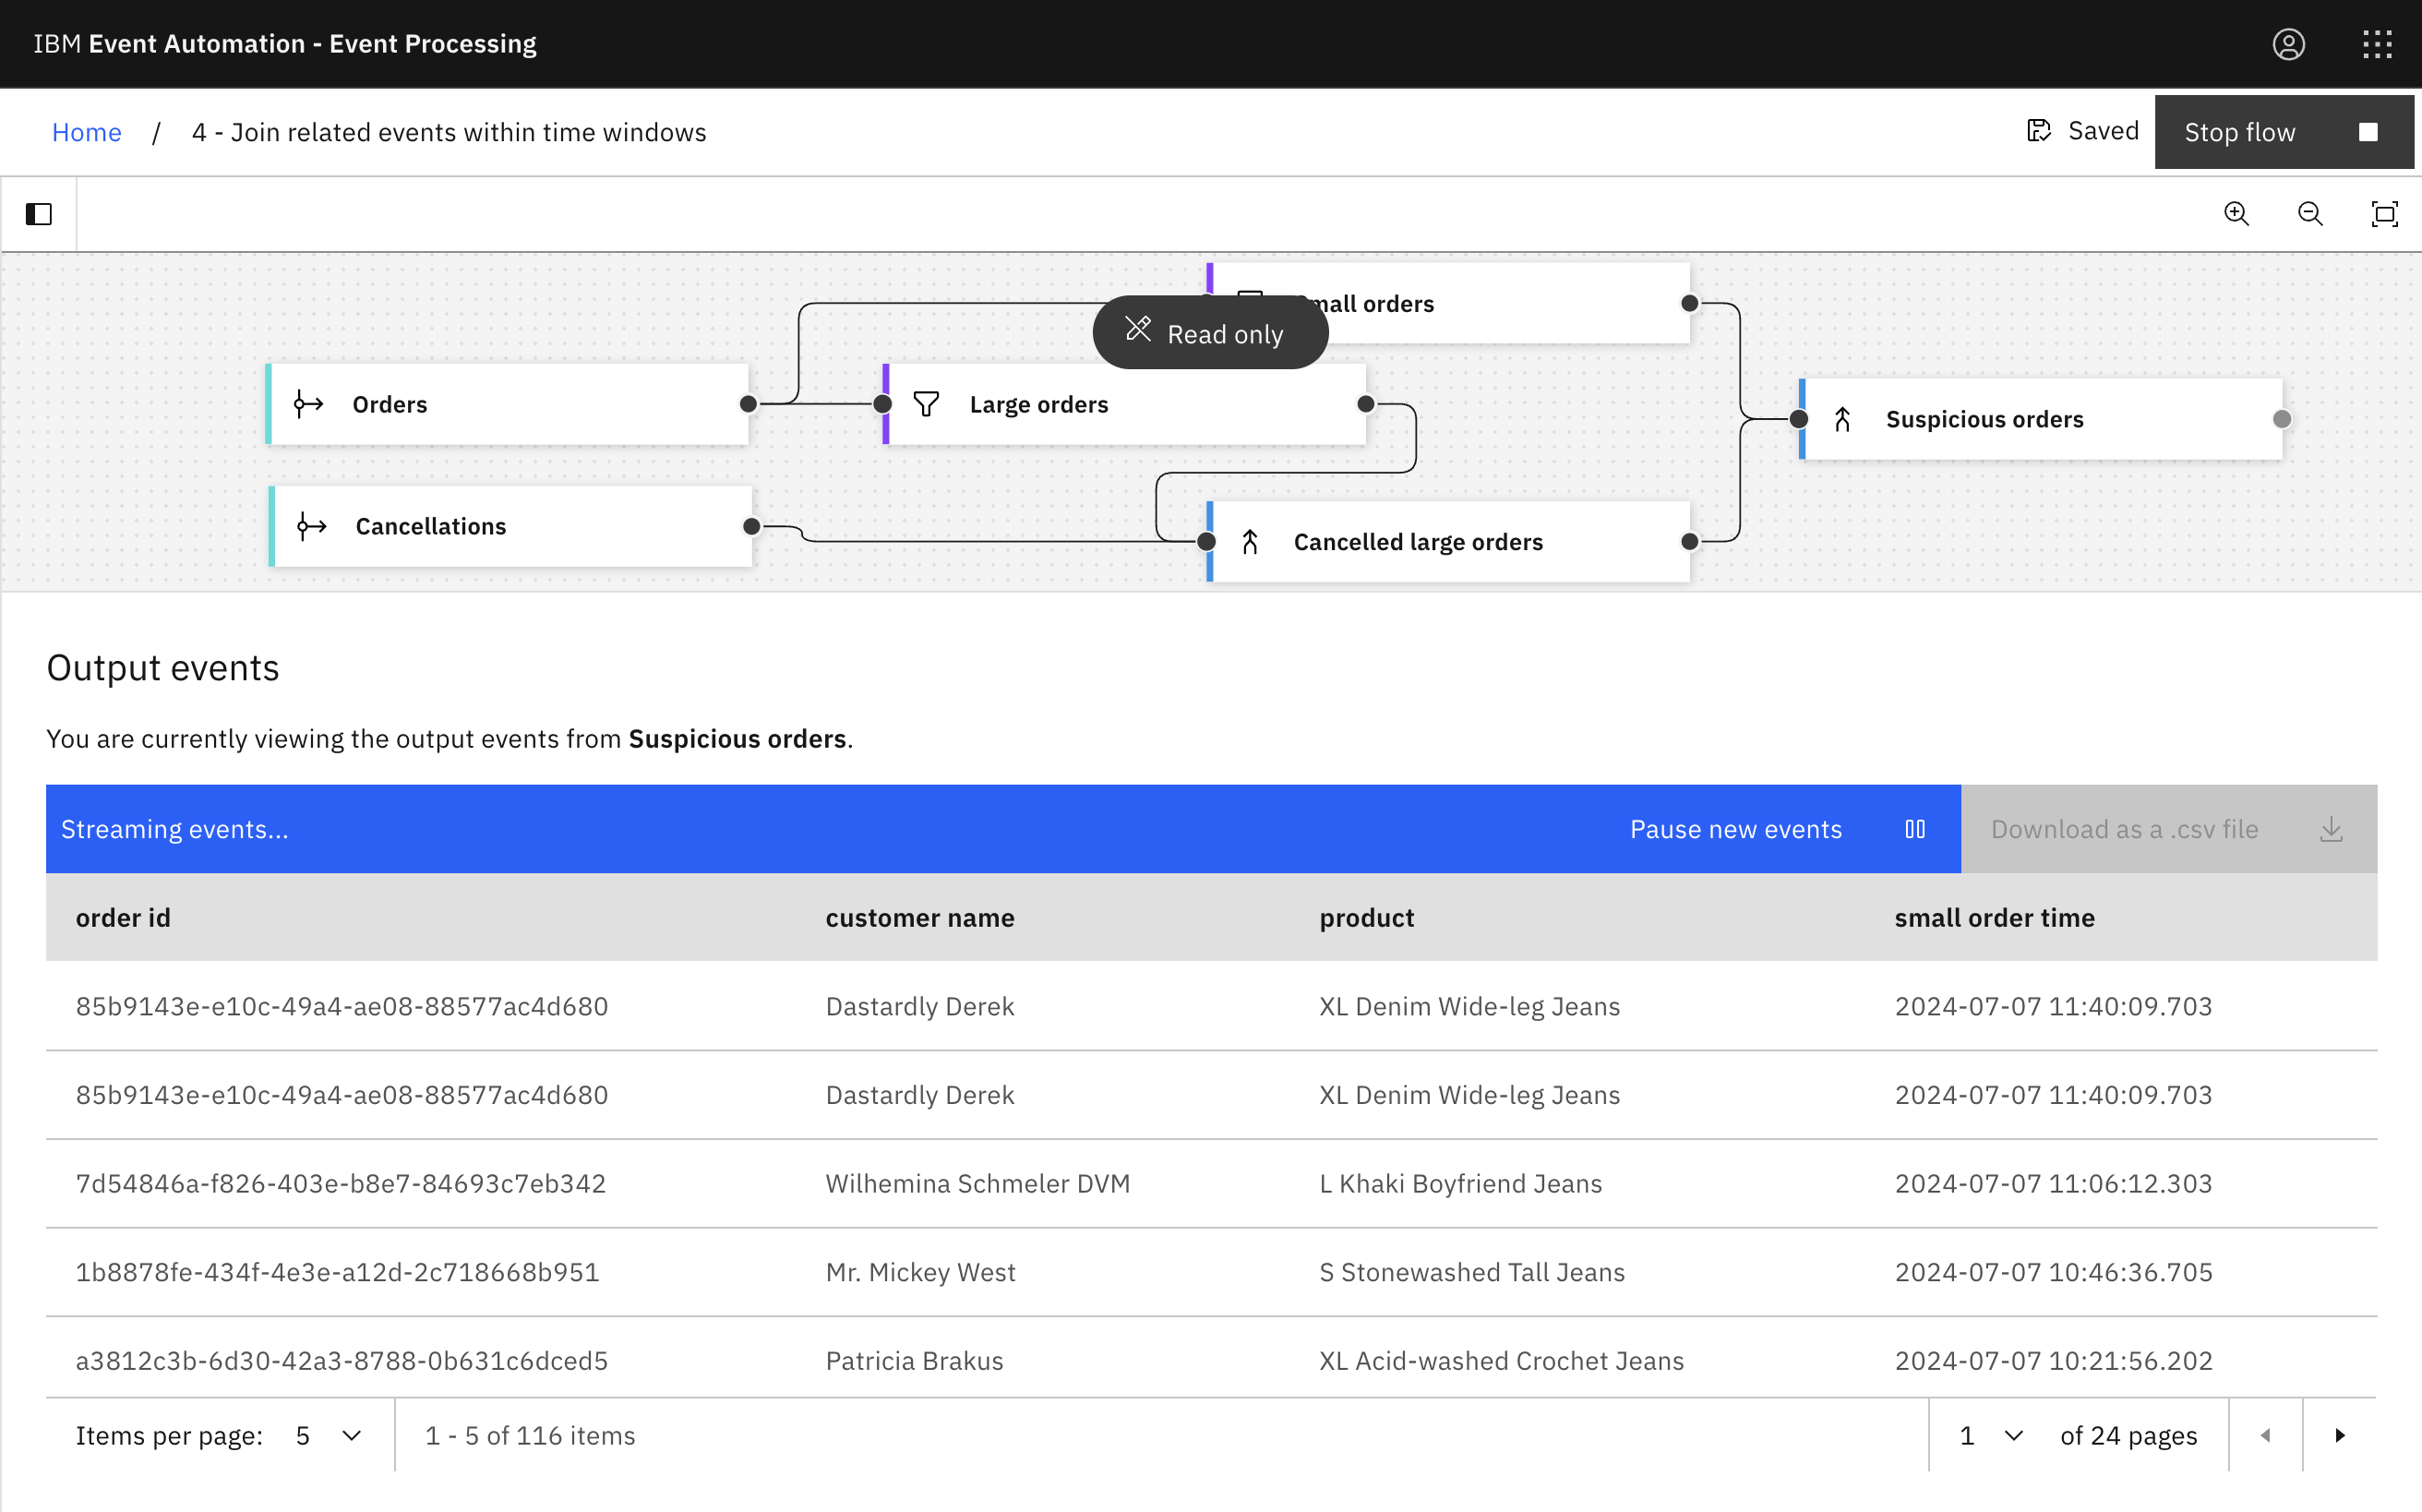 IBM Event Automation - Event Processing
Home / 4 - Join related events within time windows
Saved
Stop flow
mall orders
Read only
Orders
Large orders
Suspicious orders
Cancellations
Cancelled large orders
Output events
You are currently viewing the output events from Suspicious orders.
Streaming events...
Pause new events
Download as a .csv file
order id customer name product small order time
85b9143e-e10c-49a4-ae08-88577ac4d680 Dastardly Derek XL Denim Wide-leg Jeans 2024-07-07 11:40:09.703
85b9143e-e10c-49a4-ae08-88577ac4d680 Dastardly Derek XL Denim Wide-leg Jeans 2024-07-07 11:40:09.703
7d54846a-f826-403e-b8e7-84693c7eb342 Wilhemina Schmeler DVM L Khaki Boyfriend Jeans 2024-07-07 11:06:12.303
1b8878fe-434f-4e3e-a12d-2c718668b951 Mr. Mickey West S Stonewashed Tall Jeans 2024-07-07 10:46:36.705
a3812c3b-6d30-42a3-8788-0b631c6dced5 Patricia Brakus XL Acid-washed Crochet Jeans 2024-07-07 10:21:56.202
Items per page: 5 1 - 5 of 116 items 1 of 24 pages